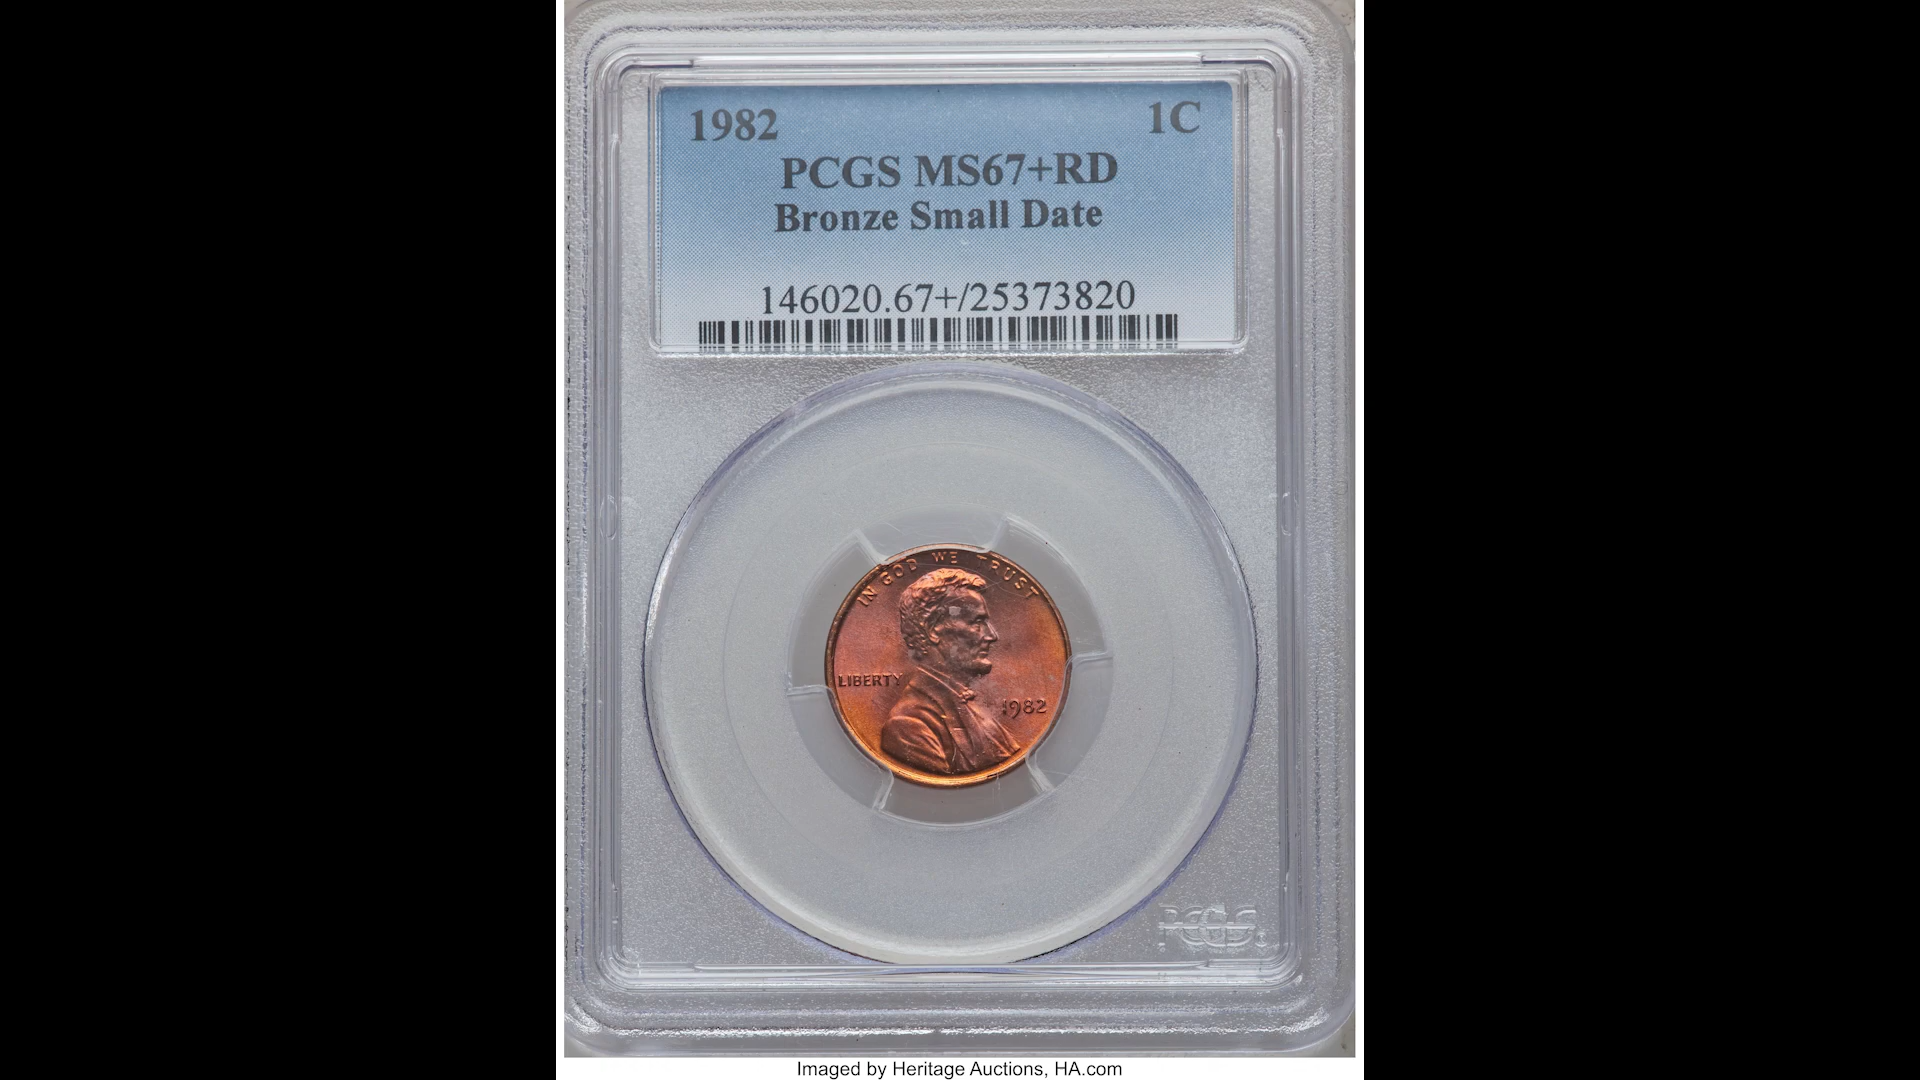 1982 1C
PCGS MS67+RD
Bronze Small Date
146020.67+/25373820
IN GOD WE TRUST
LIBERTY
1982
PCGS
Imaged by Heritage Auctions, HA.com